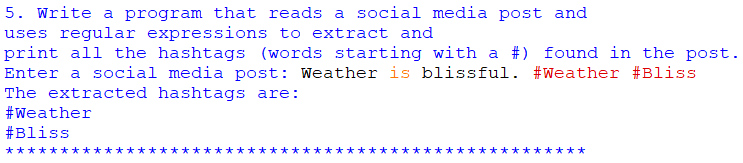 5. Write a program that reads a social media post and
uses regular expressions to extract and
print all the hashtags (words starting with a #) found in the post.
Enter a social media post: Weather is blissful. #Weather #Bliss
The extracted hashtags are:
#Weather
#Bliss
*****************************************************